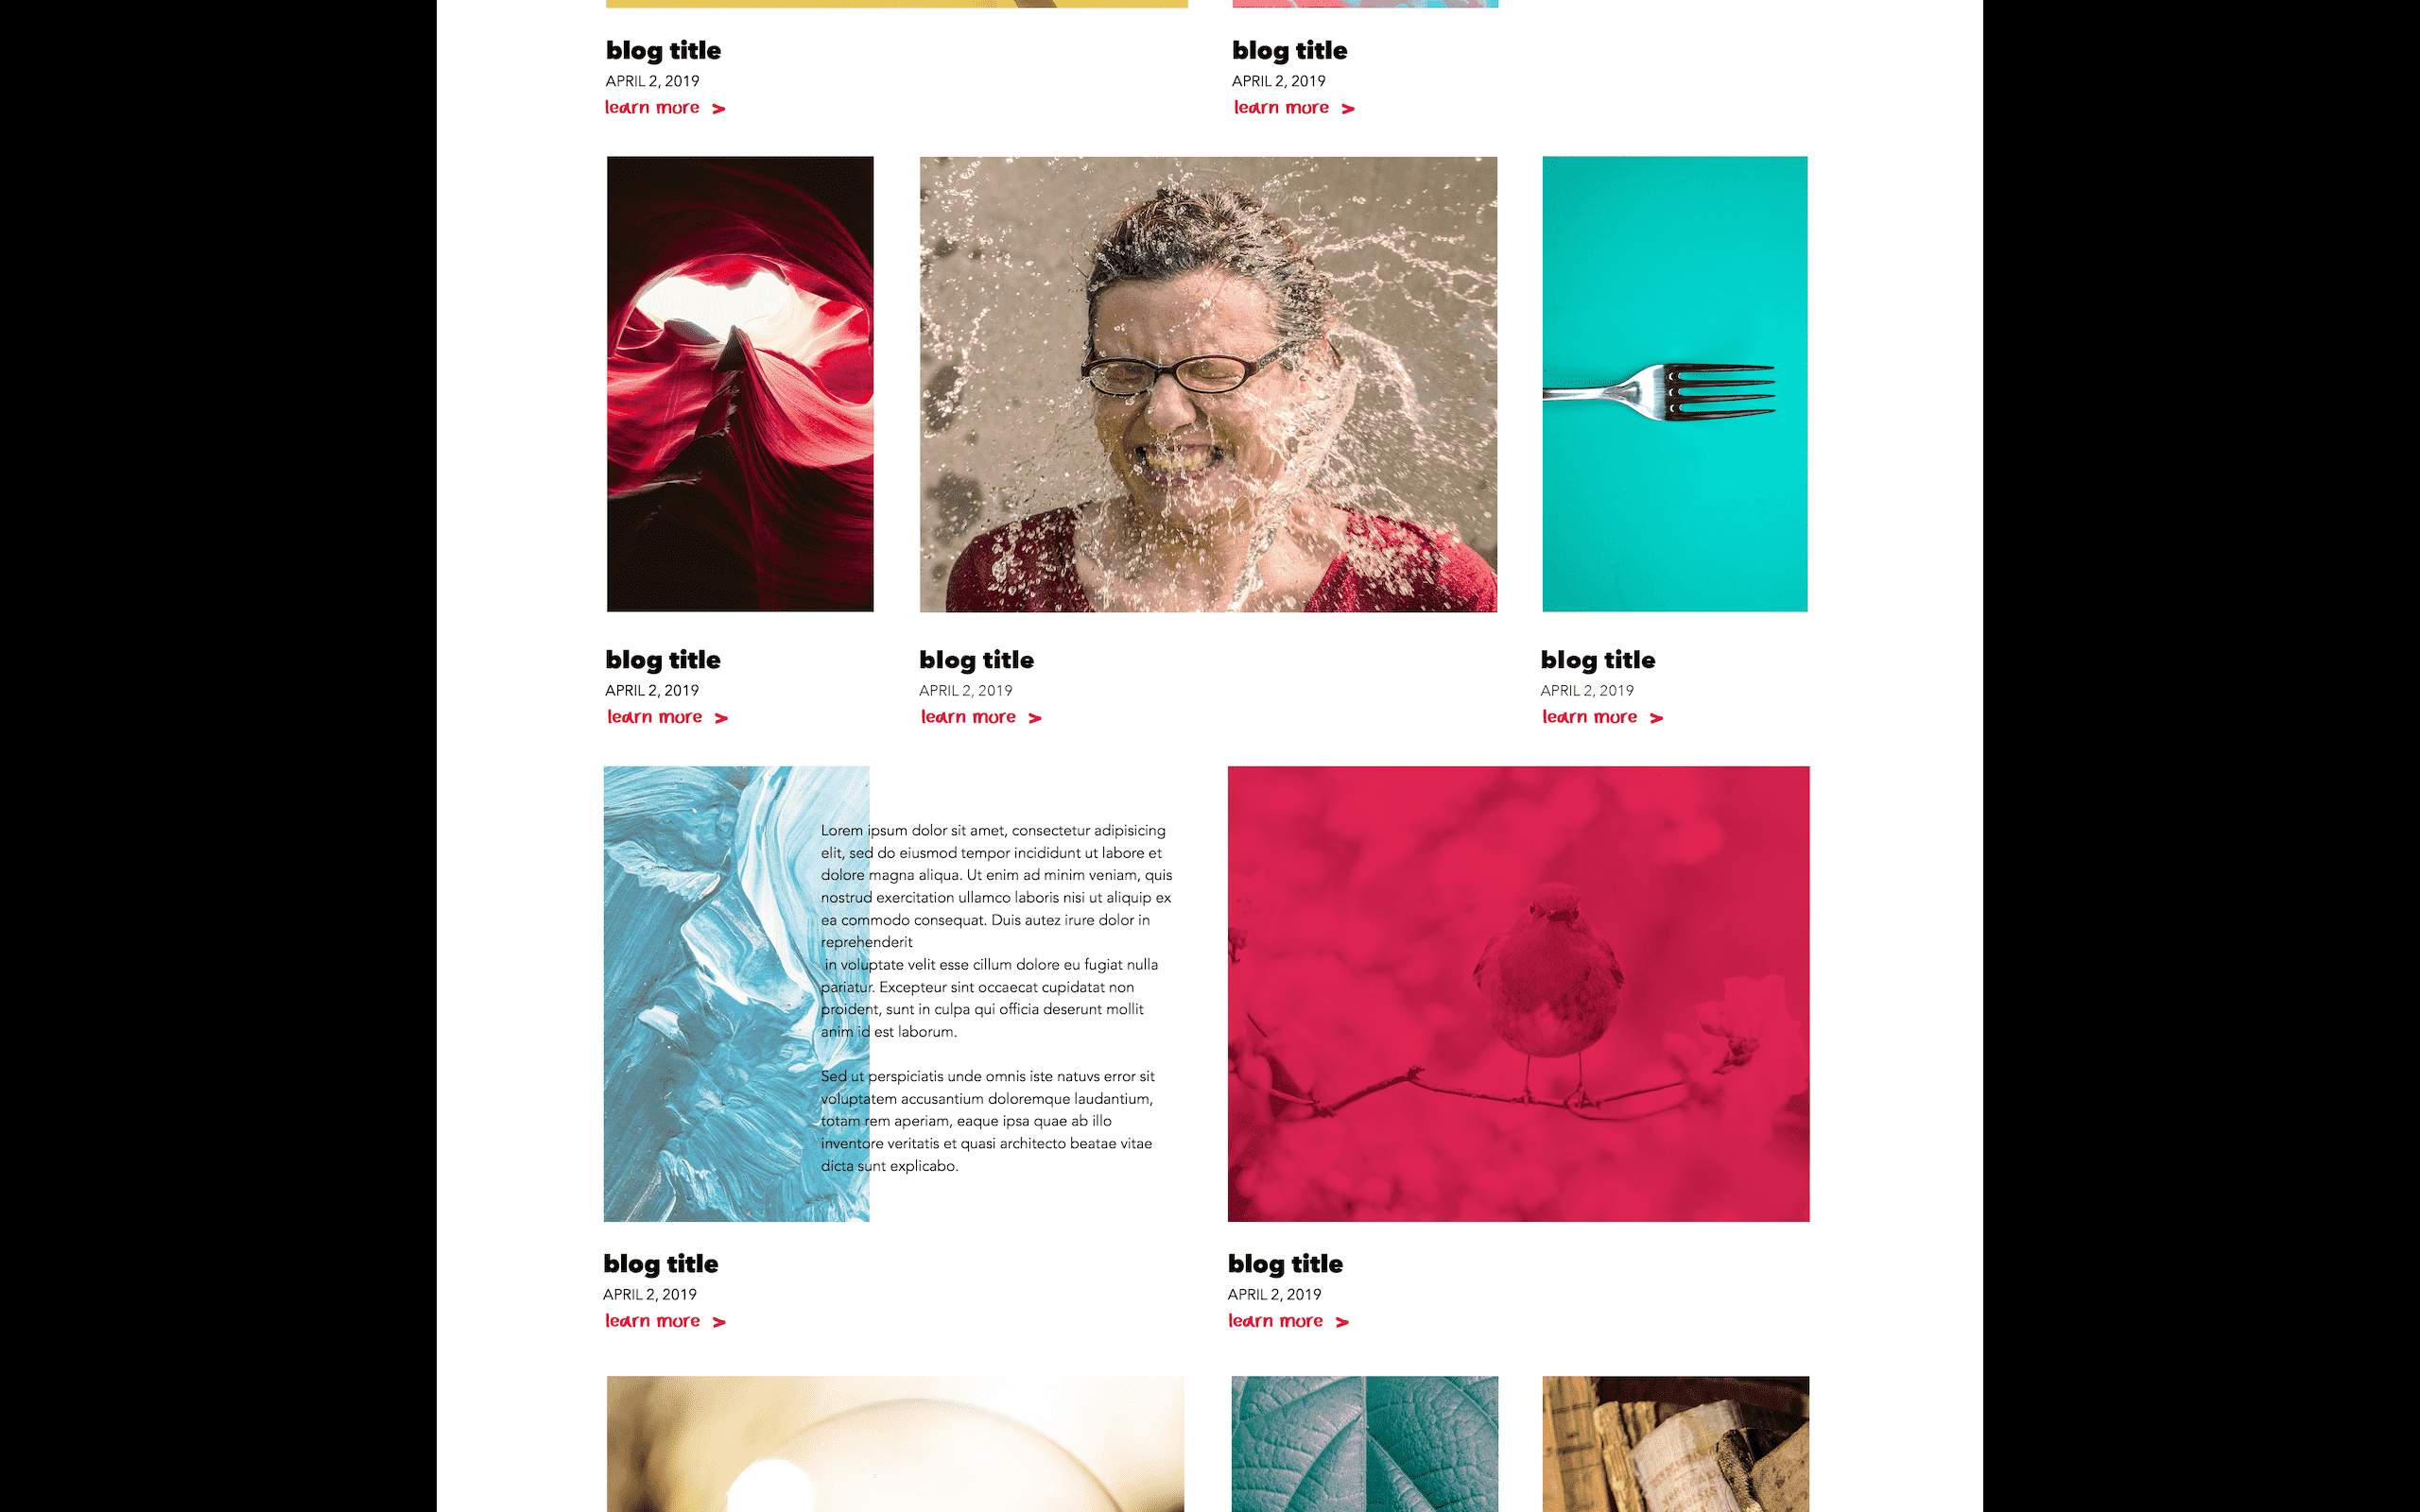 blog title
APRIL 2, 2019
learn more >
blog title
APRIL 2, 2019
learn more >
blog title
APRIL 2, 2019
learn more >
blog title
APRIL 2, 2019
learn more >
blog title
APRIL 2, 2019
learn more >
Lorem ipsum dolor sit amet, consectetur adipisicing
elit, sed do eiusmod tempor incididunt ut labore et
dolore magna aliqua. Ut enim ad minim veniam, quis
nostrud exercitation ullamco laboris nisi ut aliquip ex
ea commodo consequat. Duis autez irure dolor in
reprehenderit
in voluptate velit esse cillum dolore eu fugiat nulla
pariatur. Excepteur sint occaecat cupidatat non
proident, sunt in culpa qui officia deserunt mollit
anim id est laborum.
Sed ut perspiciatis unde omnis iste natuvs error sit
voluptatem accusantium doloremque laudantium,
totam rem aperiam, eaque ipsa quae ab illo
inventore veritatis et quasi architecto beatae vitae
dicta sunt explicabo.
blog title
APRIL 2, 2019
learn more >
blog title
APRIL 2, 2019
learn more >